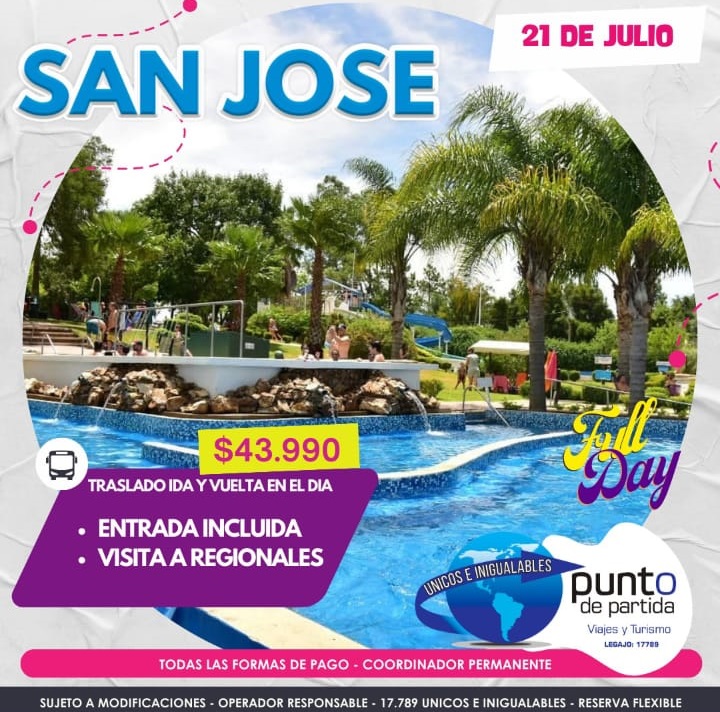 21 DE JULIO
SAN JOSE
$43.990
TRASLADO IDA Y VUELTA EN EL DIA
• ENTRADA INCLUIDA
• VISITA A REGIONALES
Full
Day
UNICOS E INIGUALABLES
punto
de partida
Viajes y Turismo
LEGAJO: 17789
TODAS LAS FORMAS DE PAGO - COORDINADOR PERMANENTE
SUJETO A MODIFICACIONES - OPERADOR RESPONSABLE - 17.789 UNICOS E INIGUALABLES - RESERVA FLEXIBLE